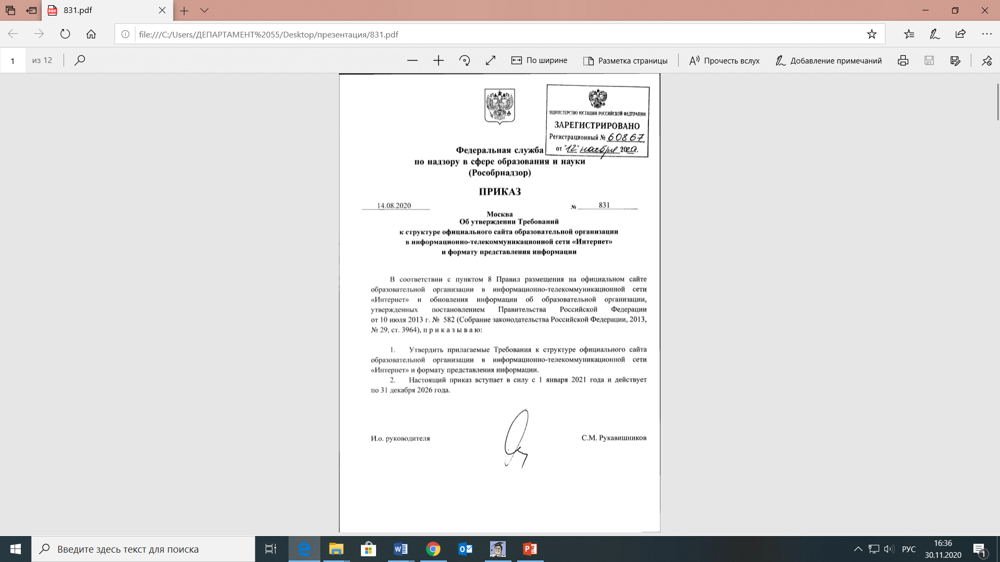 831.pdf
file:///C:/Users/ДЕПАРТАМЕНТ%2055/Desktop/презентация/831.pdf
1 из 12
По ширине
Разметка страницы
Прочесть вслух
Добавление примечаний
МИНИСТЕРСТВО ЮСТИЦИИ РОССИЙСКОЙ ФЕДЕРАЦИИ
ЗАРЕГИСТРИРОВАНО
Регистрационный № 60867
от "12" ноября 2020г.
Федеральная служба
по надзору в сфере образования и науки
(Рособрнадзор)
ПРИКАЗ
14.08.2020 № 831
Москва
Об утверждении Требований
к структуре официального сайта образовательной организации
в информационно-телекоммуникационной сети «Интернет»
и формату представления информации
В соответствии с пунктом 8 Правил размещения на официальном сайте
образовательной организации в информационно-телекоммуникационной сети
«Интернет» и обновления информации об образовательной организации,
утвержденных постановлением Правительства Российской Федерации
от 10 июля 2013 г. № 582 (Собрание законодательства Российской Федерации, 2013,
№ 29, ст. 3964), п р и к а з ы в а ю:
1. Утвердить прилагаемые Требования к структуре официального сайта
образовательной организации в информационно-телекоммуникационной сети
«Интернет» и формату представления информации.
2. Настоящий приказ вступает в силу с 1 января 2021 года и действует
по 31 декабря 2026 года.
И.о. руководителя С.М. Рукавишников
Введите здесь текст для поиска
РУС
16:36
30.11.2020
1